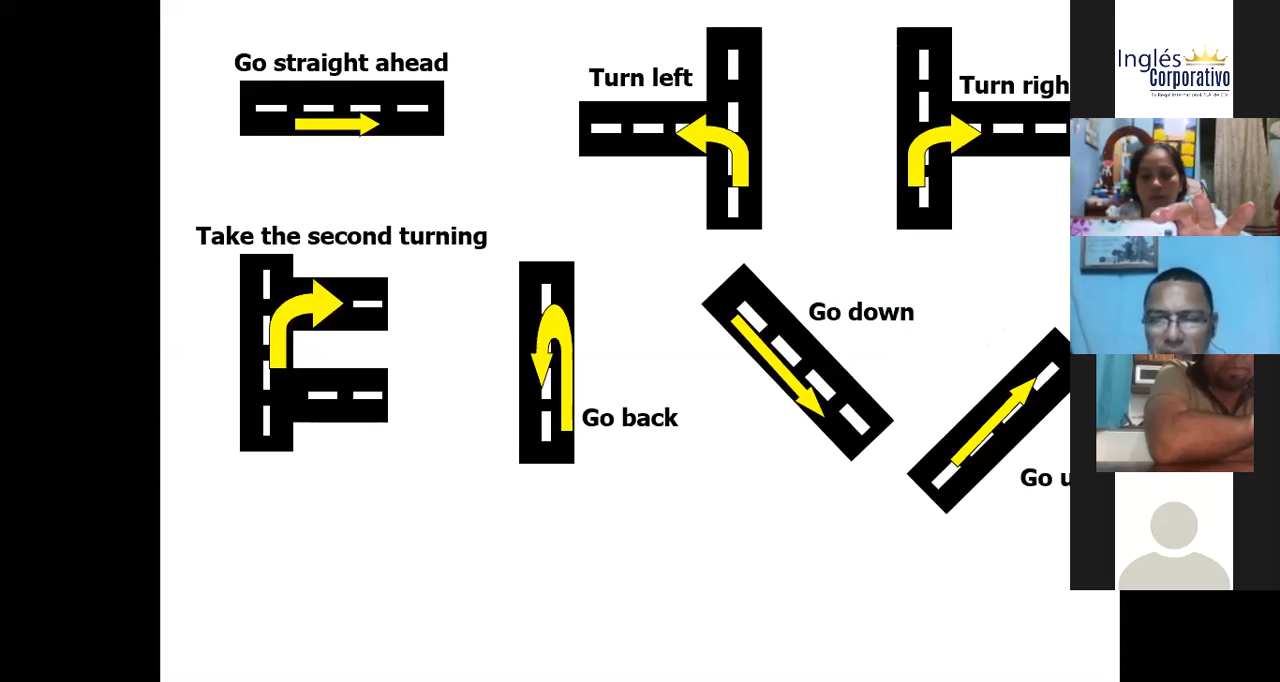 Go straight ahead
Turn left
Turn righ
Take the second turning
Go down
Go back
Go u
Inglés
Corporativo